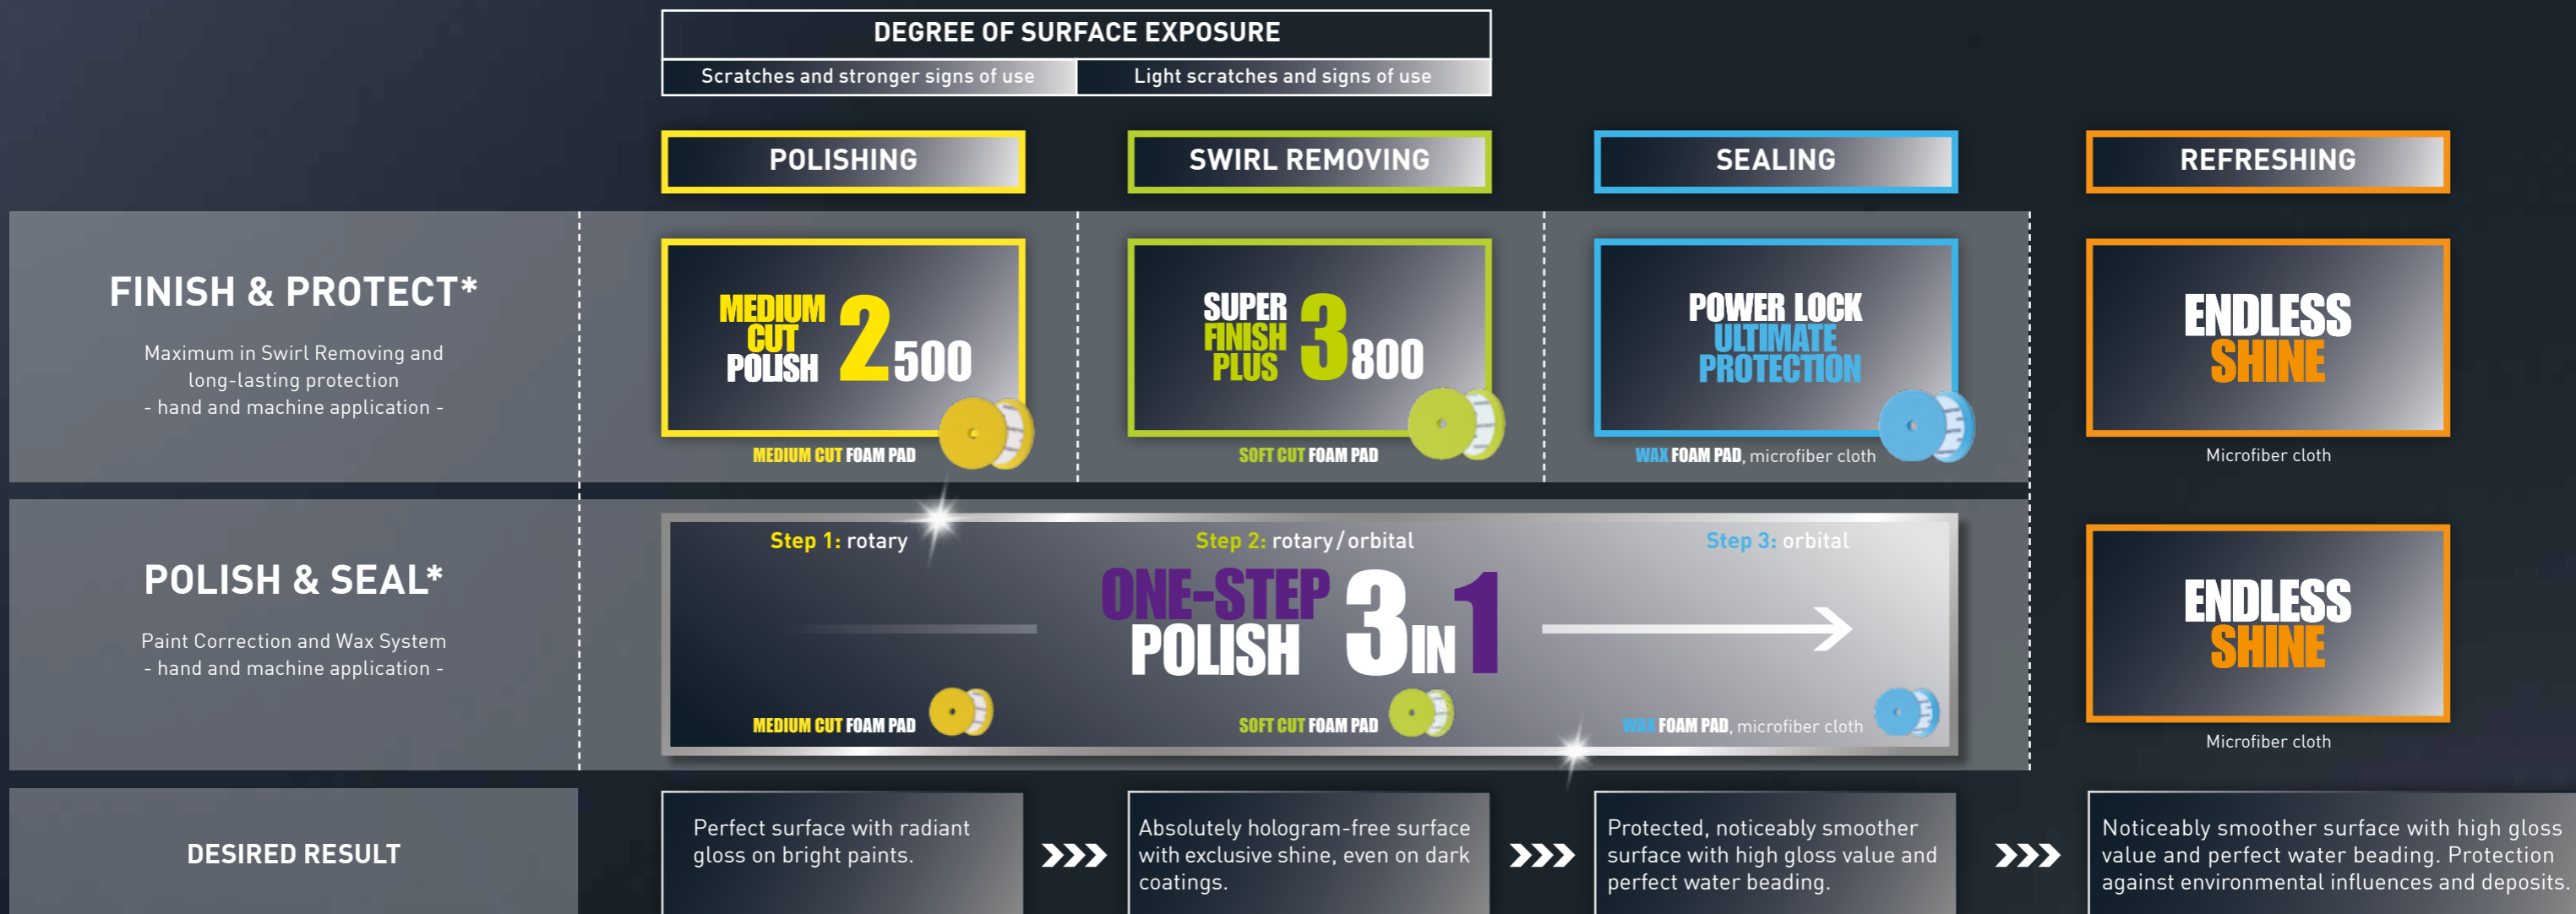 DEGREE OF SURFACE EXPOSURE
Scratches and stronger signs of use
Light scratches and signs of use
POLISHING
SWIRL REMOVING
SEALING
REFRESHING
FINISH & PROTECT*
Maximum in Swirl Removing and
long-lasting protection
- hand and machine application -
MEDIUM
CUT
POLISH
2500
MEDIUM CUT FOAM PAD
SUPER
FINISH
PLUS
3800
SOFT CUT FOAM PAD
POWER LOCK
ULTIMATE
PROTECTION
WAX FOAM PAD, microfiber cloth
ENDLESS
SHINE
Microfiber cloth
POLISH & SEAL*
Paint Correction and Wax System
- hand and machine application -
Step 1: rotary
Step 2: rotary/orbital
Step 3: orbital
ONE-STEP
POLISH
3 IN 1
MEDIUM CUT FOAM PAD
SOFT CUT FOAM PAD
WAX FOAM PAD, microfiber cloth
ENDLESS
SHINE
Microfiber cloth
DESIRED RESULT
Perfect surface with radiant
gloss on bright paints.
Absolutely hologram-free surface
with exclusive shine, even on dark
coatings.
Protected, noticeably smoother
surface with high gloss value and
perfect water beading.
Noticeably smoother surface with high gloss
value and perfect water beading. Protection
against environmental influences and deposits.